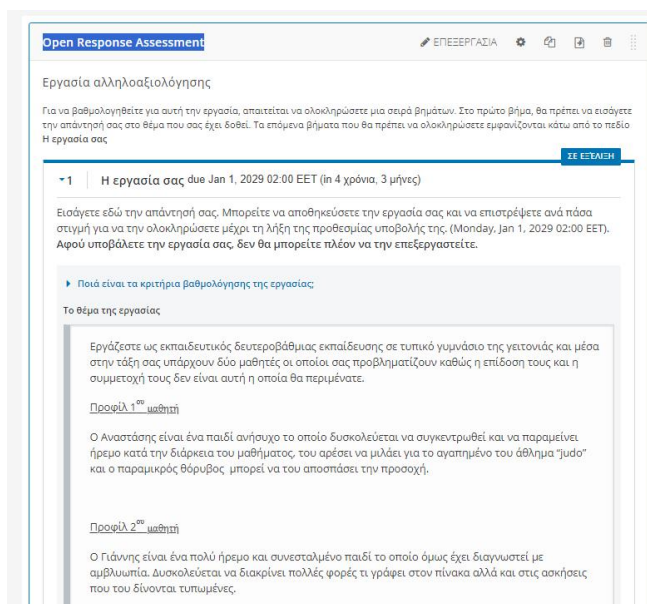 Open Response Assessment
ΕΠΕΞΕΡΓΑΣΙΑ
Εργασία αλληλοαξιολόγησης
Για να βαθμολογηθείτε για αυτή την εργασία, απαιτείται να ολοκληρώσετε μια σειρά βημάτων. Στο πρώτο βήμα, θα πρέπει να εισάγετε
την απάντησή σας στο θέμα που σας έχει δοθεί. Τα επόμενα βήματα που θα πρέπει να ολοκληρώσετε εμφανίζονται κάτω από το πεδίο
Η εργασία σας
ΣΕ ΕΞΈΛΙΞΗ
1 Η εργασία σας due Jan 1, 2029 02:00 EET (in 4 χρόνια, 3 μήνες)
Εισάγετε εδώ την απάντησή σας. Μπορείτε να αποθηκεύσετε την εργασία σας και να επιστρέψετε ανά πάσα
στιγμή για να την ολοκληρώσετε μέχρι τη λήξη της προθεσμίας υποβολής της. (Monday, Jan 1, 2029 02:00 EET).
Αφού υποβάλετε την εργασία σας, δεν θα μπορείτε πλέον να την επεξεργαστείτε.
Ποιά είναι τα κριτήρια βαθμολόγησης της εργασίας;
Το θέμα της εργασίας
Εργάζεστε ως εκπαιδευτικός δευτεροβάθμιας εκπαίδευσης σε τυπικό γυμνάσιο της γειτονιάς και μέσα
στην τάξη σας υπάρχουν δύο μαθητές οι οποίοι σας προβληματίζουν καθώς η επίδοση τους και η
συμμετοχή τους δεν είναι αυτή η οποία θα περιμένατε.
Προφίλ 1ου μαθητή
Ο Αναστάσης είναι ένα παιδί ανήσυχο το οποίο δυσκολεύεται να συγκεντρωθεί και να παραμείνει
ήρεμο κατά την διάρκεια του μαθήματος, του αρέσει να μιλάει για το αγαπημένο του άθλημα “judo”
και ο παραμικρός θόρυβος μπορεί να του αποσπάσει την προσοχή.
Προφίλ 2ου μαθητή
Ο Γιάννης είναι ένα πολύ ήρεμο και συνεσταλμένο παιδί το οποίο όμως έχει διαγνωστεί με
αμβλυωπία. Δυσκολεύεται να διακρίνει πολλές φορές τι γράφει στον πίνακα αλλά και στις ασκήσεις
που του δίνονται τυπωμένες.